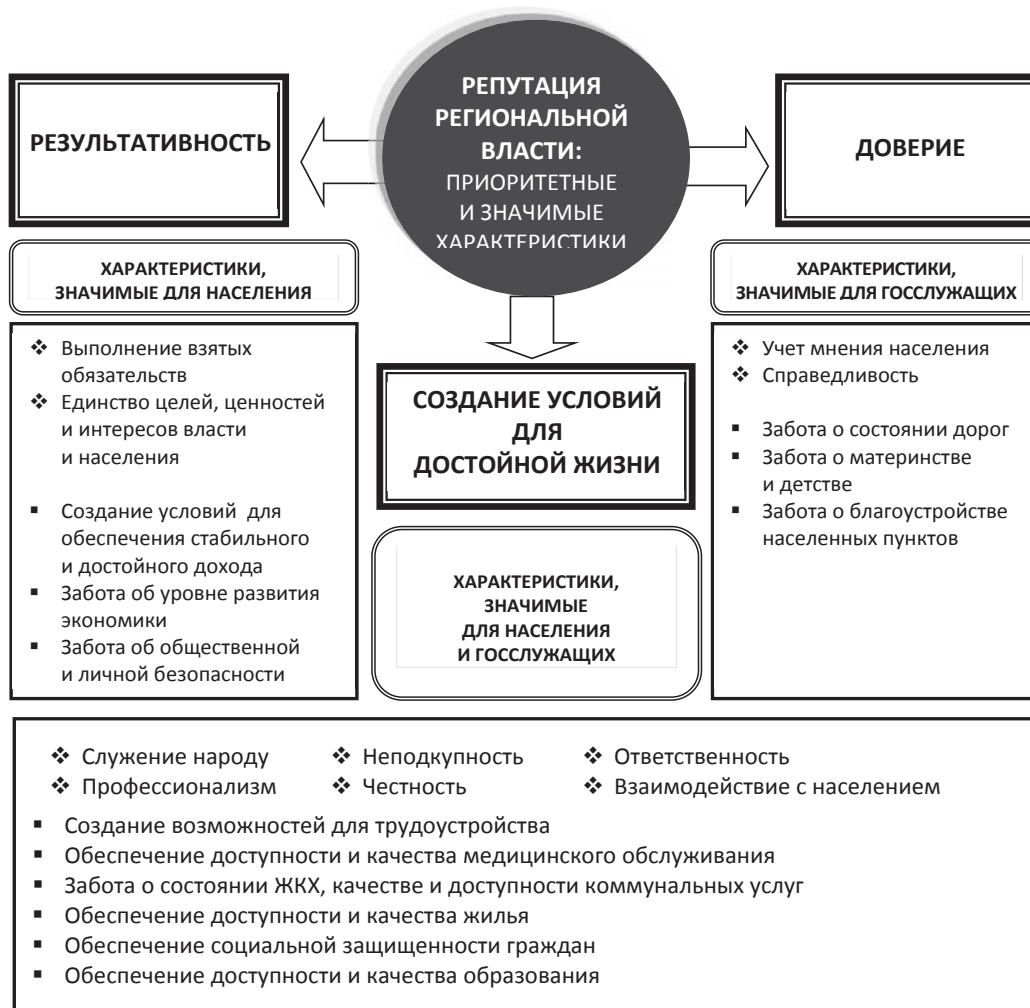 РЕПУТАЦИЯ
РЕГИОНАЛЬНОЙ
ВЛАСТИ:
ПРИОРИТЕТНЫЕ
И ЗНАЧИМЫЕ
ХАРАКТЕРИСТИКИ
РЕЗУЛЬТАТИВНОСТЬ
ДОВЕРИЕ
ХАРАКТЕРИСТИКИ,
ЗНАЧИМЫЕ ДЛЯ НАСЕЛЕНИЯ
❖ Выполнение взятых
обязательств
❖ Единство целей, ценностей
и интересов власти
и населения
▪ Создание условий для
обеспечения стабильного
и достойного дохода
▪ Забота об уровне развития
экономики
▪ Забота об общественной
и личной безопасности
СОЗДАНИЕ УСЛОВИЙ
ДЛЯ
ДОСТОЙНОЙ ЖИЗНИ
ХАРАКТЕРИСТИКИ,
ЗНАЧИМЫЕ
ДЛЯ НАСЕЛЕНИЯ
И ГОССЛУЖАЩИХ
ХАРАКТЕРИСТИКИ,
ЗНАЧИМЫЕ ДЛЯ ГОССЛУЖАЩИХ
❖ Учет мнения населения
❖ Справедливость
▪ Забота о состоянии дорог
▪ Забота о материнстве
и детстве
▪ Забота о благоустройстве
населенных пунктов
❖ Служение народу ❖ Неподкупность ❖ Ответственность
❖ Профессионализм ❖ Честность ❖ Взаимодействие с населением
▪ Создание возможностей для трудоустройства
▪ Обеспечение доступности и качества медицинского обслуживания
▪ Забота о состоянии ЖКХ, качестве и доступности коммунальных услуг
▪ Обеспечение доступности и качества жилья
▪ Обеспечение социальной защищенности граждан
▪ Обеспечение доступности и качества образования